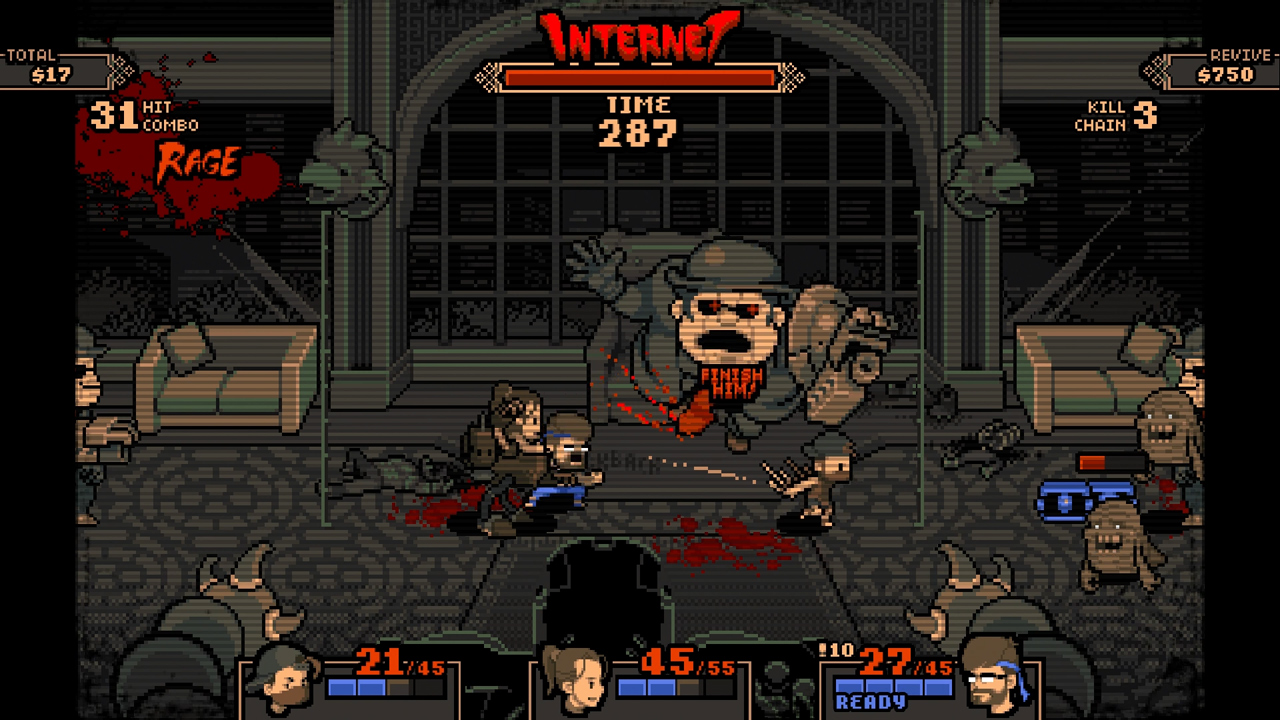 INTERNET
TOTAL
$17
REVIVE
$750
TIME
287
31 HIT COMBO
KILL CHAIN 3
RAGE
FINISH
HIM!
21/45
45/55
!10
27/45
READY